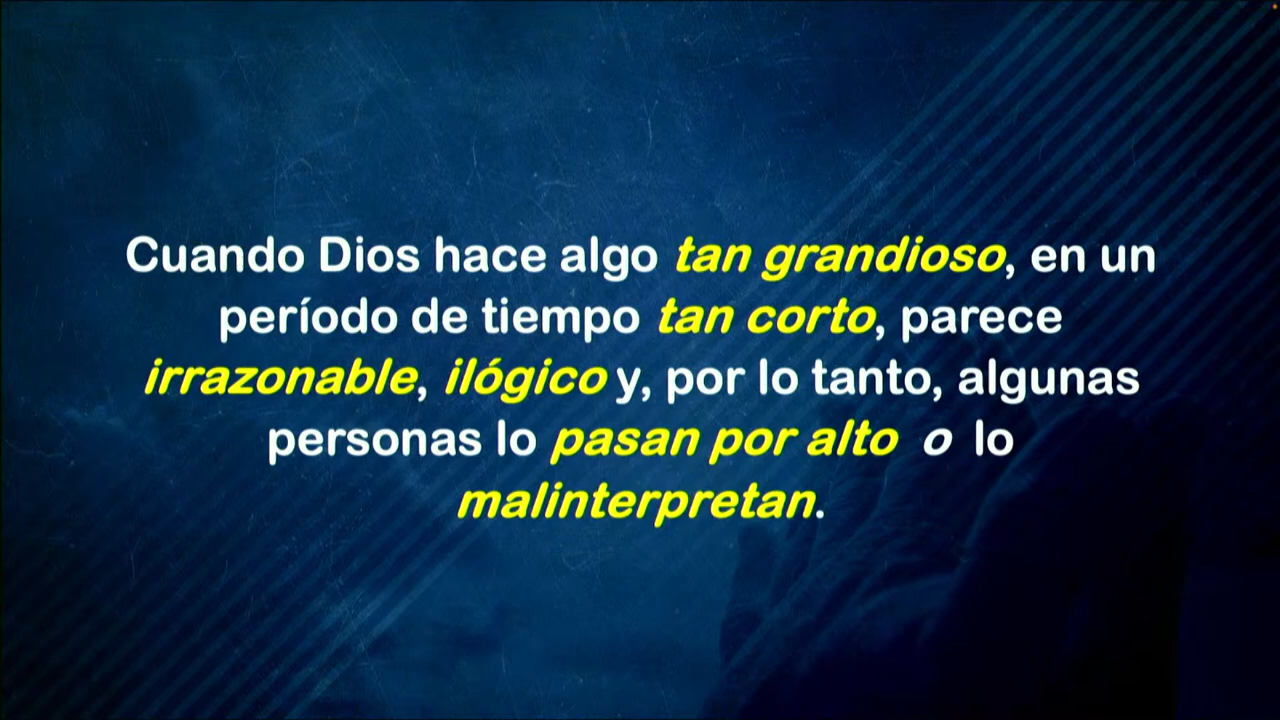 Cuando Dios hace algo tan grandioso, en un
período de tiempo tan corto, parece
irrazonable, ilógico y, por lo tanto, algunas
personas lo pasan por alto o lo
malinterpretan.